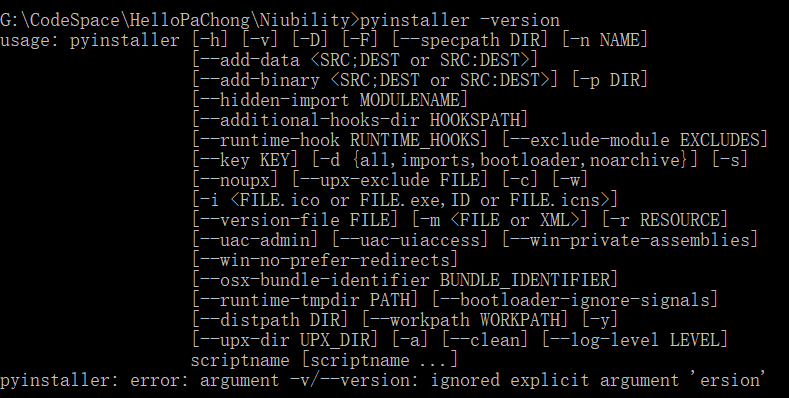 G:\CodeSpace\HelloPaChong\Niubility>pyinstaller -version
usage: pyinstaller [-h] [-v] [-D] [-F] [--specpath DIR] [-n NAME]
[--add-data <SRC;DEST or SRC:DEST>]
[--add-binary <SRC;DEST or SRC:DEST>] [-p DIR]
[--hidden-import MODULENAME]
[--additional-hooks-dir HOOKSPATH]
[--runtime-hook RUNTIME_HOOKS] [--exclude-module EXCLUDES]
[--key KEY] [-d {all,imports,bootloader,noarchive}] [-s]
[--noupx] [--upx-exclude FILE] [-c] [-w]
[-i <FILE.ico or FILE.exe,ID or FILE.icns>]
[--version-file FILE] [-m <FILE or XML>] [-r RESOURCE]
[--uac-admin] [--uac-uiaccess] [--win-private-assemblies]
[--win-no-prefer-redirects]
[--osx-bundle-identifier BUNDLE_IDENTIFIER]
[--runtime-tmpdir PATH] [--bootloader-ignore-signals]
[--distpath DIR] [--workpath WORKPATH] [-y]
[--upx-dir UPX_DIR] [-a] [--clean] [--log-level LEVEL]
scriptname [scriptname ...]
pyinstaller: error: argument -v/--version: ignored explicit argument 'ersion'